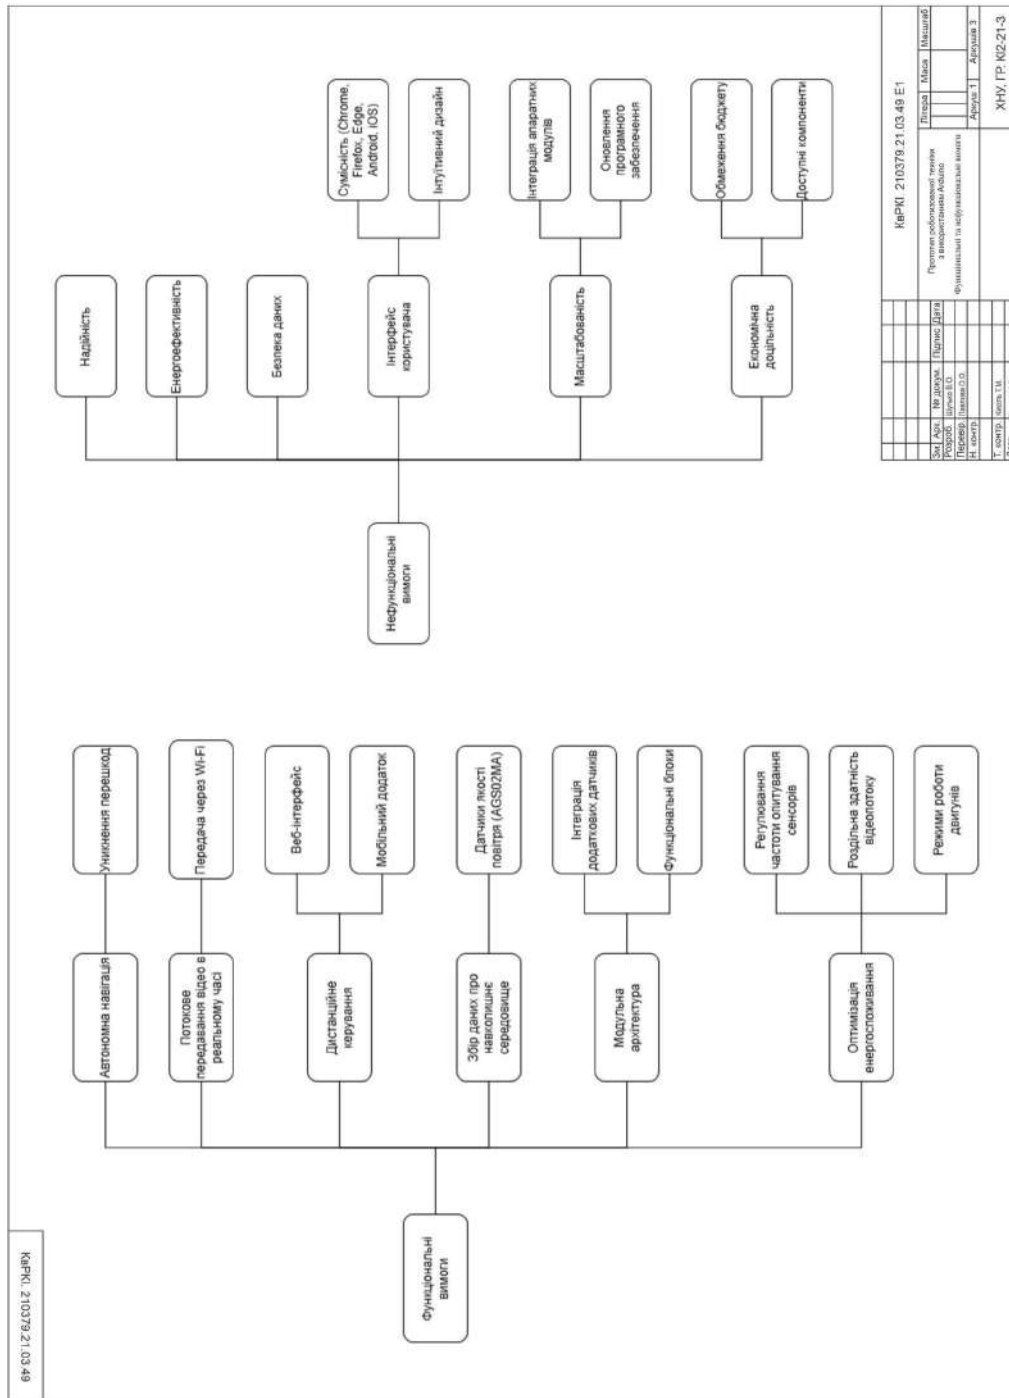 КвРКІ. 210379.21.03.49
Функціональні
вимоги
Автономна навігація
Уникнення перешкод
Потокове
передавання відео в
реальному часі
Передача через Wi-Fi
Дистанційне
керування
Веб-інтерфейс
Мобільний додаток
Збір даних про
навколишнє
середовище
Датчики якості
повітря (AGS02MA)
Модульна
архітектура
Інтеграція
додаткових датчиків
Функціональні блоки
Оптимізація
енергоспоживання
Регулювання
частоти опитування
сенсорів
Роздільна здатність
відеопотоку
Режими роботи
двигунів
Нефункціональні
вимоги
Надійність
Енергоефективність
Безпека даних
Інтерфейс
користувача
Сумісність (Chrome,
Firefox, Edge,
Android, iOS)
Інтуїтивний дизайн
Масштабованість
Інтеграція апаратних
модулів
Оновлення
програмного
забезпечення
Економічна
доцільність
Обмеження бюджету
Доступні компоненти
КвРКІ. 210379.21.03.49 Е1
Зм. Арк. № докум. Підпис Дата
Розроб.
Перевір. Павлова О.О.
Н. контр.
Т. контр. Кисіль Т.М.
Прототип роботизованої техніки
з використанням Arduino
Функціональні та нефункціональні вимоги
Літера Маса Масштаб
Аркуш 1 Аркушів 3
ХНУ, ГР. КІ2-21-3